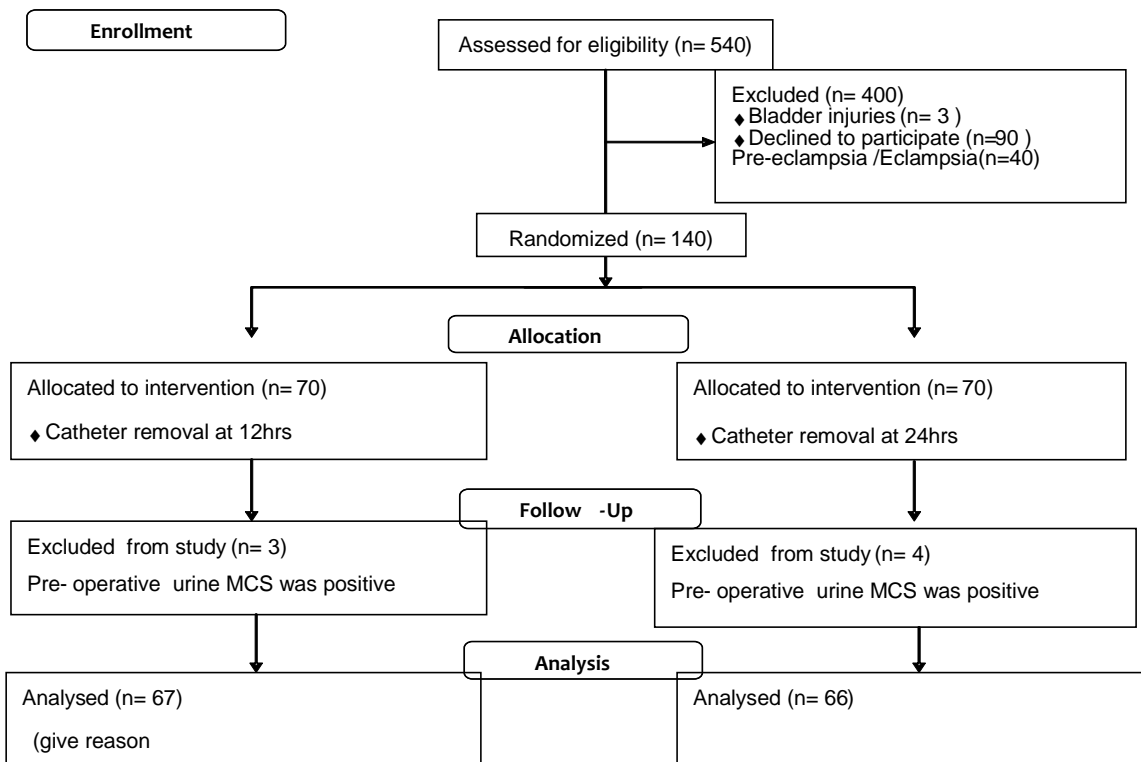 Enrollment
Assessed for eligibility (n= 540)
Excluded (n= 400)
♦ Bladder injuries (n= 3 )
♦ Declined to participate (n=90 )
Pre-eclampsia /Eclampsia(n=40)
Randomized (n= 140)
Allocation
Allocated to intervention (n= 70)
♦ Catheter removal at 12hrs
Allocated to intervention (n= 70)
♦ Catheter removal at 24hrs
Follow -Up
Excluded from study (n= 3)
Pre- operative urine MCS was positive
Excluded from study (n= 4)
Pre- operative urine MCS was positive
Analysis
Analysed (n= 67)
(give reason
Analysed (n= 66)